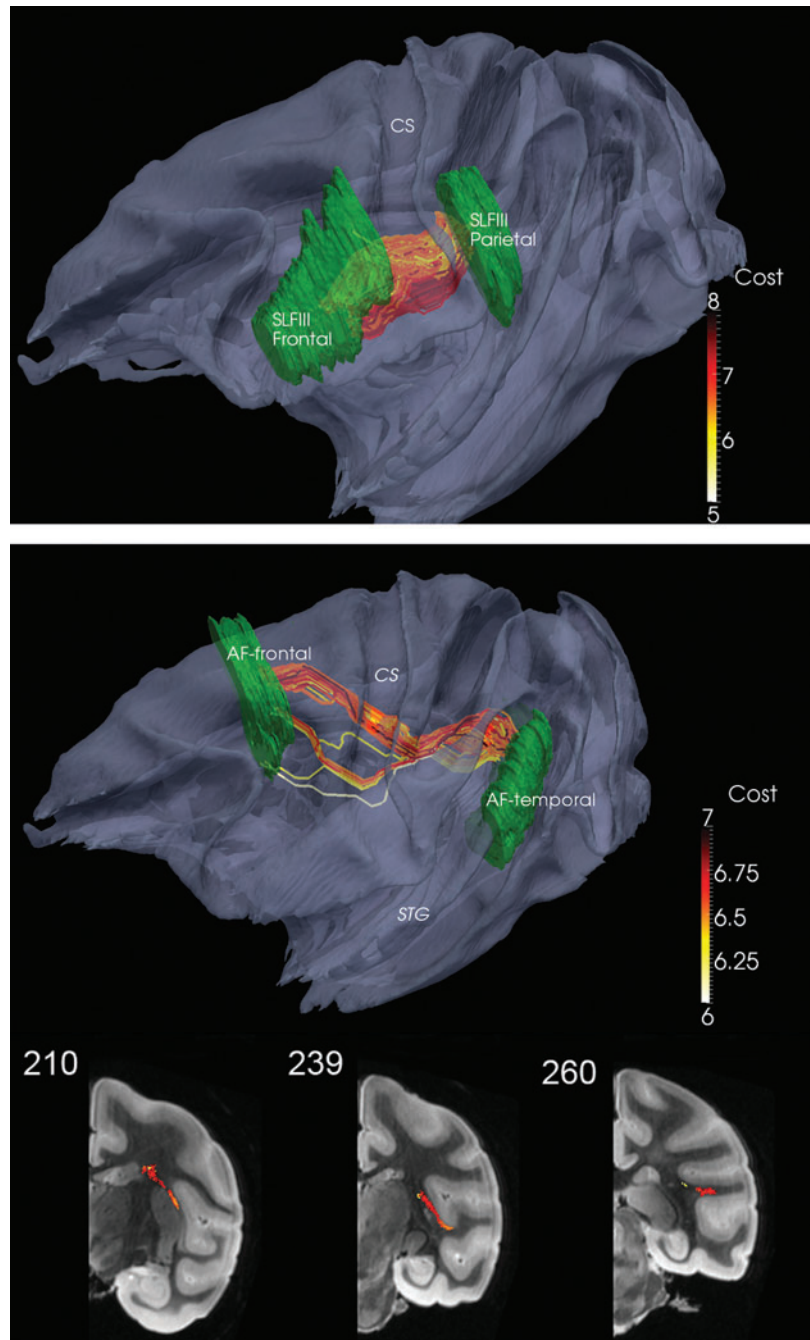 CS
SLFIII
Parietal
SLFIII
Frontal
Cost
8
7
6
5
AF-frontal
CS
AF-temporal
STG
Cost
7
6.75
6.5
6.25
6
210
239
260